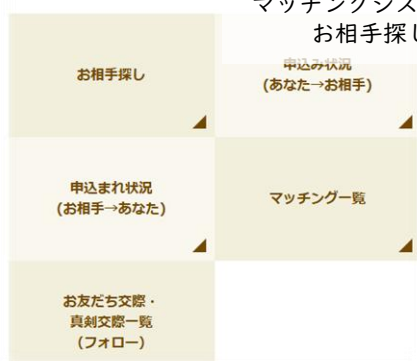 マッチングシス
お相手探し
お相手探し
申込み状況
(あなた→お相手)
申込まれ状況
(お相手→あなた)
マッチング一覧
お友だち交際・
真剣交際一覧
(フォロー)